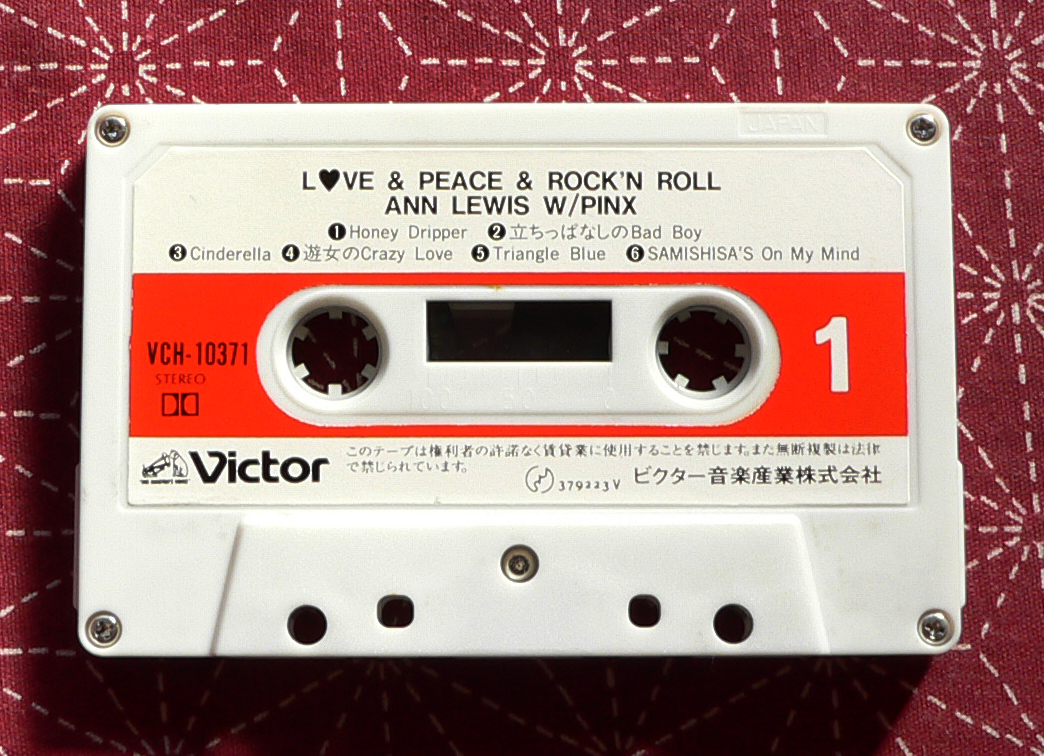 JAPAN
L♥VE & PEACE & ROCK'N ROLL
ANN LEWIS W/PINX
❶Honey Dripper ❷立ちっぱなしのBad Boy
❸Cinderella ❹遊女のCrazy Love ❺Triangle Blue ❻SAMISHISA'S On My Mind
VCH-10371
STEREO
1
Victor
このテープは権利者の許諾なく賃貸業に使用することを禁じます。また無断複製は法律
で禁じられています。
379223V ビクター音楽産業株式会社